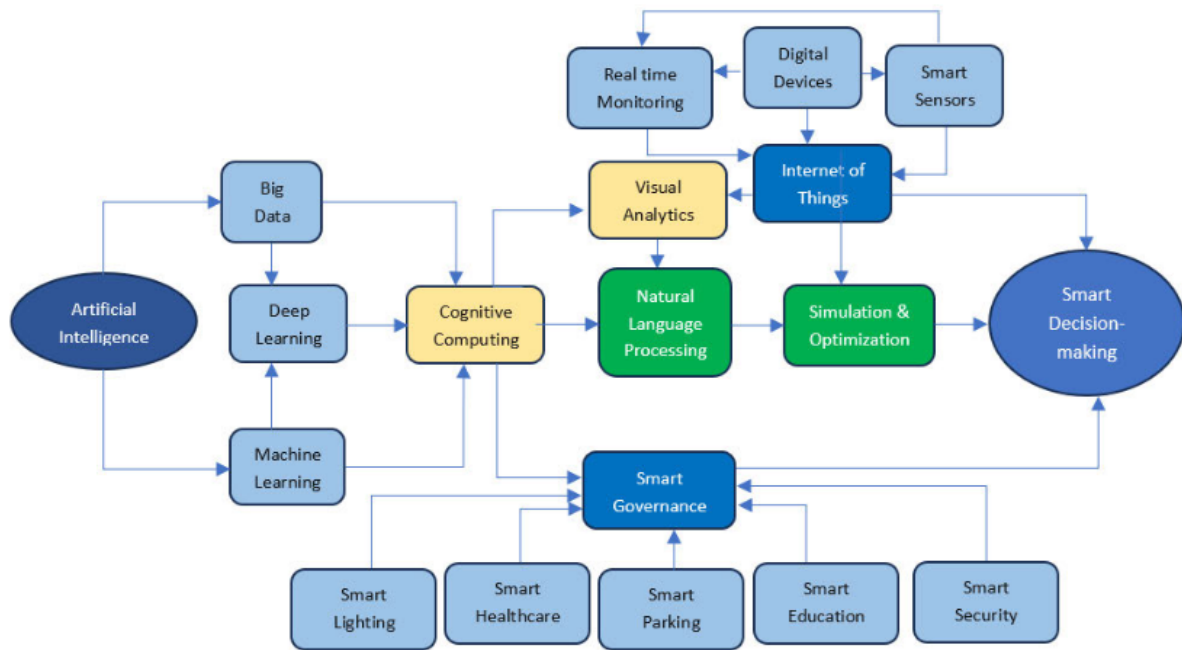 Real time
Monitoring
Digital
Devices
Smart
Sensors
Big
Data
Visual
Analytics
Internet of
Things
Artificial
Intelligence
Deep
Learning
Cognitive
Computing
Natural
Language
Processing
Simulation &
Optimization
Smart
Decision-
making
Machine
Learning
Smart
Governance
Smart
Lighting
Smart
Healthcare
Smart
Parking
Smart
Education
Smart
Security